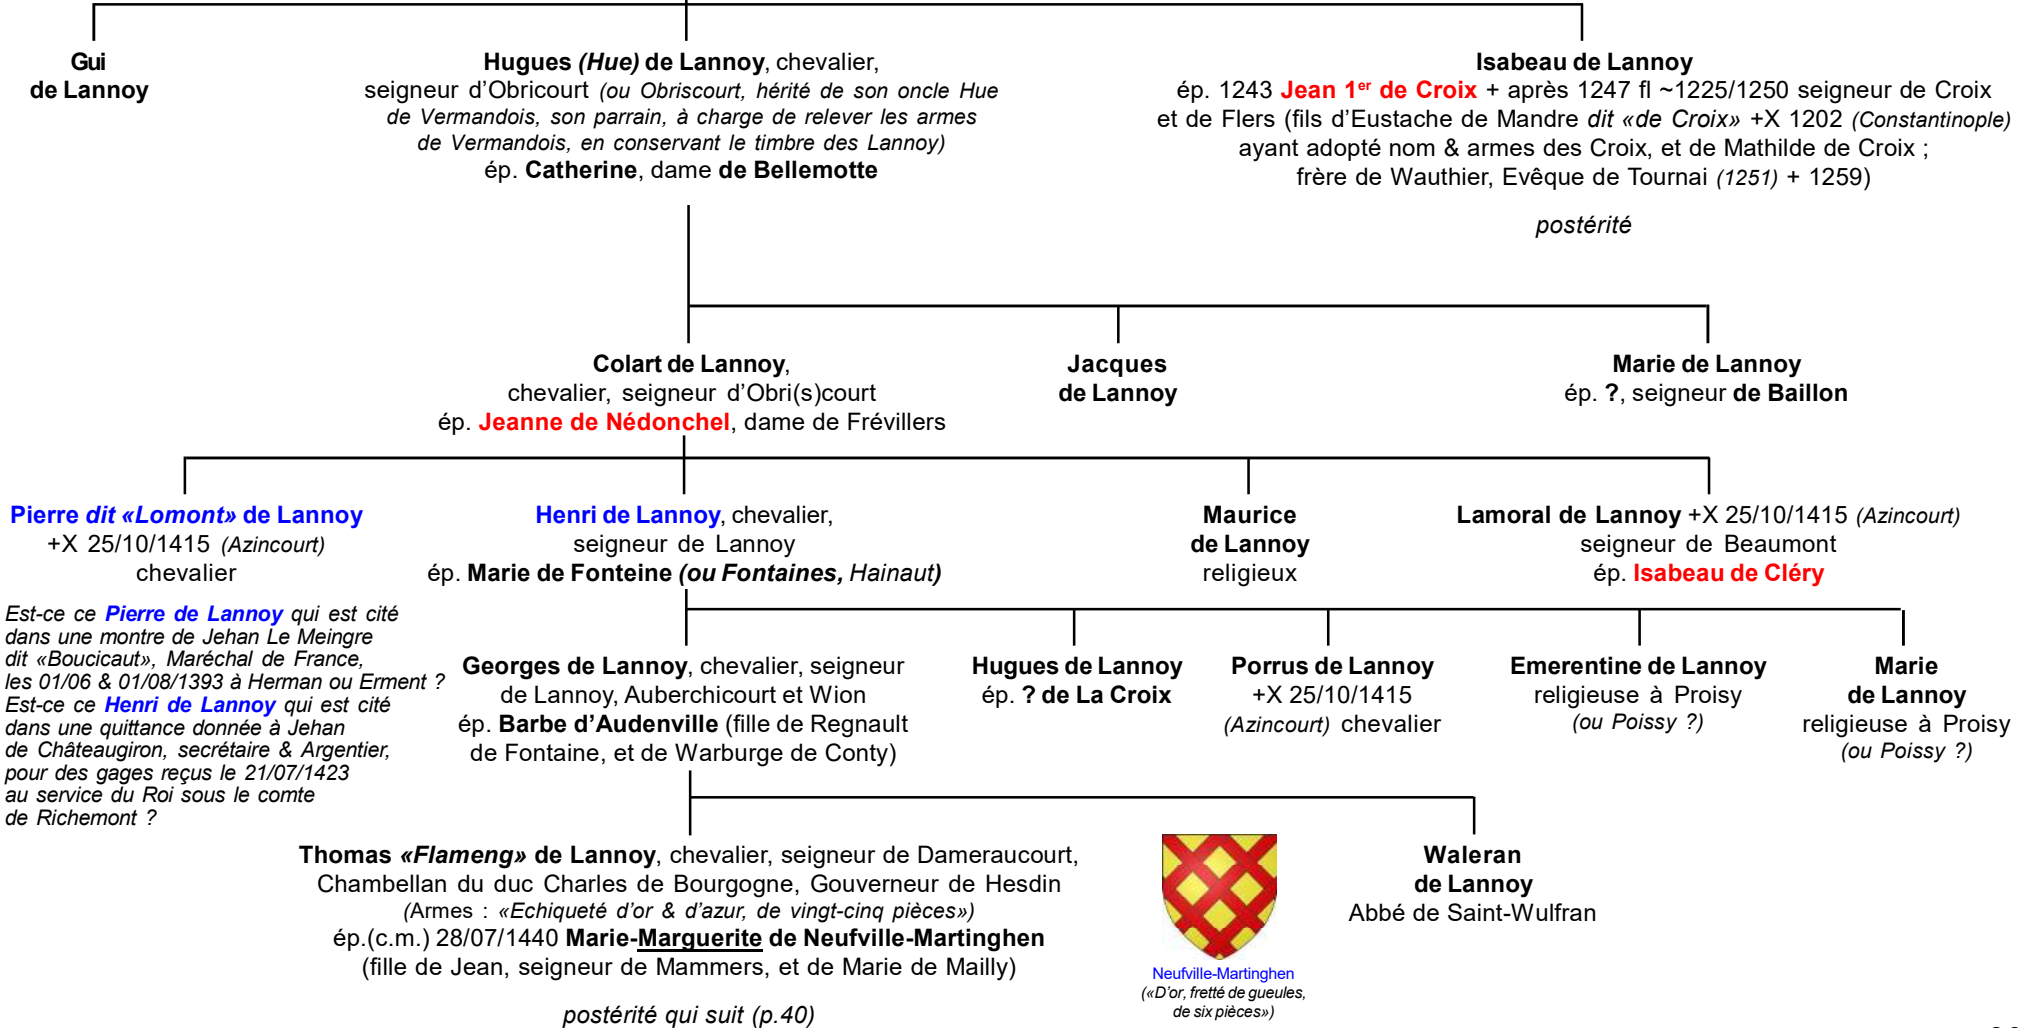 Gui
de Lannoy
Hugues (Hue) de Lannoy, chevalier,
seigneur d'Obricourt (ou Obriscourt, hérité de son oncle Hue
de Vermandois, son parrain, à charge de relever les armes
de Vermandois, en conservant le timbre des Lannoy)
ép. Catherine, dame de Bellemotte
Isabeau de Lannoy
ép. 1243 Jean 1er de Croix + après 1247 fl ~1225/1250 seigneur de Croix
et de Flers (fils d'Eustache de Mandre dit «de Croix» +X 1202 (Constantinople)
ayant adopté nom & armes des Croix, et de Mathilde de Croix ;
frère de Wauthier, Evêque de Tournai (1251) + 1259)
postérité
Colart de Lannoy,
chevalier, seigneur d'Obri(s)court
ép. Jeanne de Nédonchel, dame de Frévillers
Jacques
de Lannoy
Marie de Lannoy
ép. ?, seigneur de Baillon
Pierre dit «Lomont» de Lannoy
+X 25/10/1415 (Azincourt)
chevalier
Henri de Lannoy, chevalier,
seigneur de Lannoy
ép. Marie de Fonteine (ou Fontaines, Hainaut)
Maurice
de Lannoy
religieux
Lamoral de Lannoy +X 25/10/1415 (Azincourt)
seigneur de Beaumont
ép. Isabeau de Cléry
Est-ce ce Pierre de Lannoy qui est cité
dans une montre de Jehan Le Meingre
dit «Boucicaut», Maréchal de France,
les 01/06 & 01/08/1393 à Herman ou Erment ?
Est-ce ce Henri de Lannoy qui est cité
dans une quittance donnée à Jehan
de Châteaugiron, secrétaire & Argentier,
pour des gages reçus le 21/07/1423
au service du Roi sous le comte
de Richemont ?
Georges de Lannoy, chevalier, seigneur
de Lannoy, Auberchicourt et Wion
ép. Barbe d'Audenville (fille de Regnault
de Fontaine, et de Warburge de Conty)
Hugues de Lannoy
ép. ? de La Croix
Porrus de Lannoy
+X 25/10/1415
(Azincourt) chevalier
Emerentine de Lannoy
religieuse à Proisy
(ou Poissy ?)
Marie
de Lannoy
religieuse à Proisy
(ou Poissy ?)
Thomas «Flameng» de Lannoy, chevalier, seigneur de Dameraucourt,
Chambellan du duc Charles de Bourgogne, Gouverneur de Hesdin
(Armes : «Echiqueté d'or & d'azur, de vingt-cinq pièces»)
ép.(c.m.) 28/07/1440 Marie-Marguerite de Neufville-Martinghen
(fille de Jean, seigneur de Mammers, et de Marie de Mailly)
postérité qui suit (p.40)
Neufville-Martinghen
(«D'or, fretté de gueules,
de six pièces»)
Waleran
de Lannoy
Abbé de Saint-Wulfran